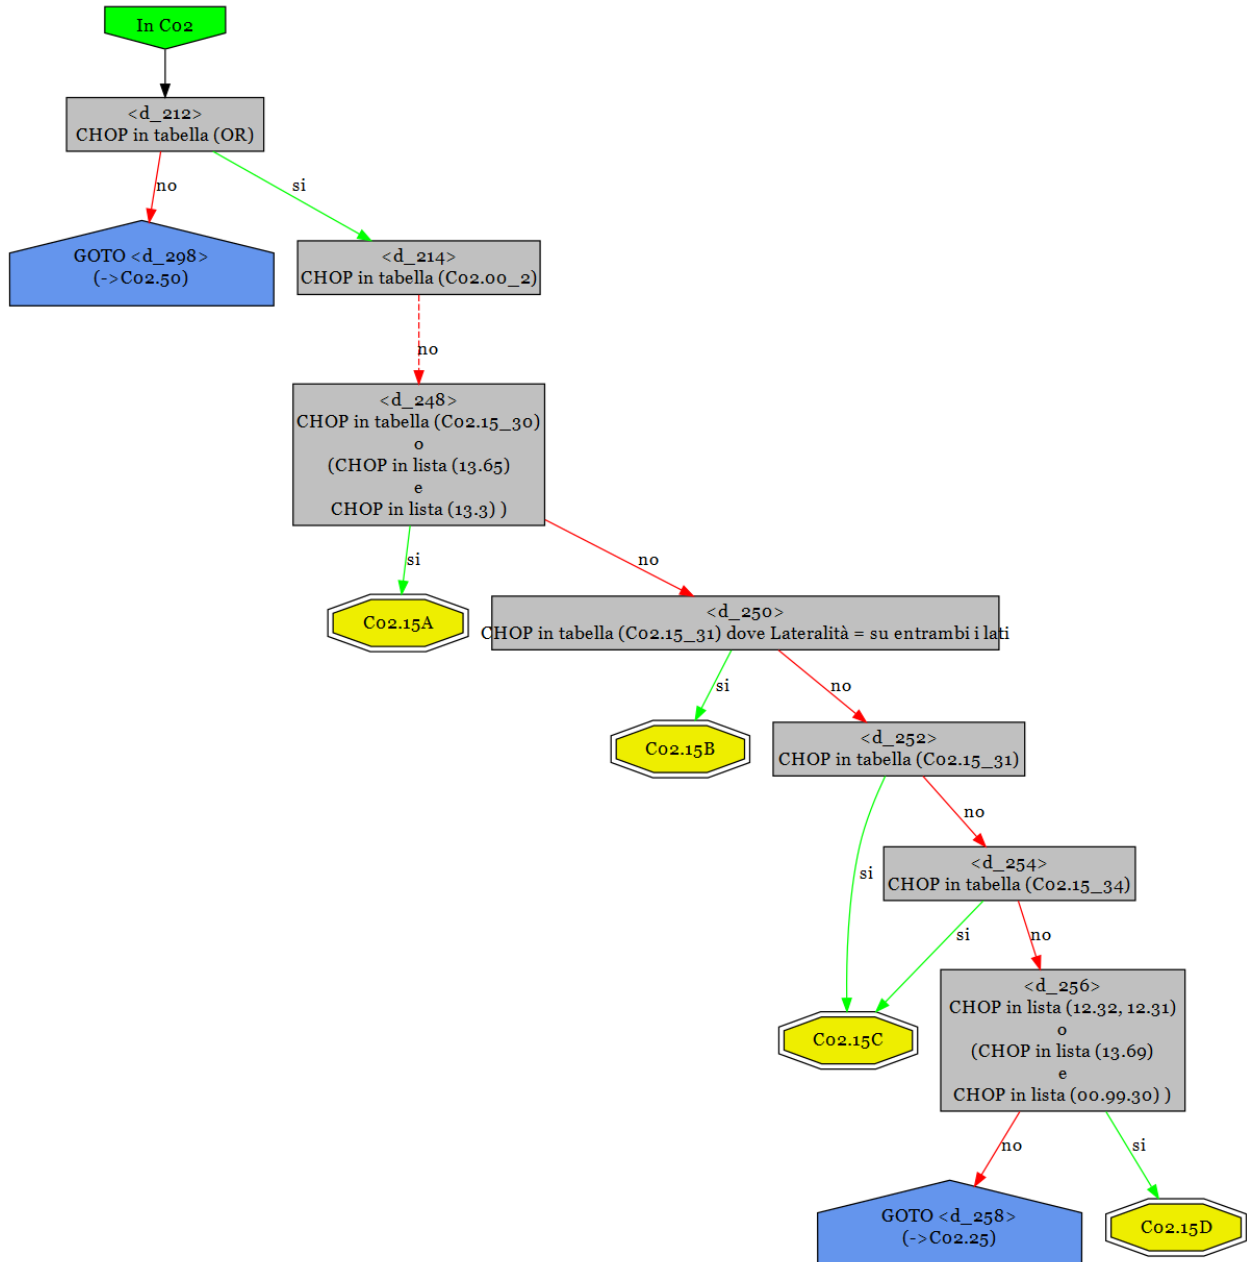 In C02
<d_212>
CHOP in tabella (OR)
no
si
GOTO <d_298>
(->C02.50)
<d_214>
CHOP in tabella (C02.00_2)
no
<d_248>
CHOP in tabella (C02.15_30)
o
(CHOP in lista (13.65)
e
CHOP in lista (13.3) )
si
no
C02.15A
<d_250>
CHOP in tabella (C02.15_31) dove Lateralità = su entrambi i lati
si
no
C02.15B
<d_252>
CHOP in tabella (C02.15_31)
no
si
<d_254>
CHOP in tabella (C02.15_34)
si
no
<d_256>
CHOP in lista (12.32, 12.31)
o
(CHOP in lista (13.69)
e
CHOP in lista (00.99.30) )
C02.15C
no
si
GOTO <d_258>
(->C02.25)
C02.15D